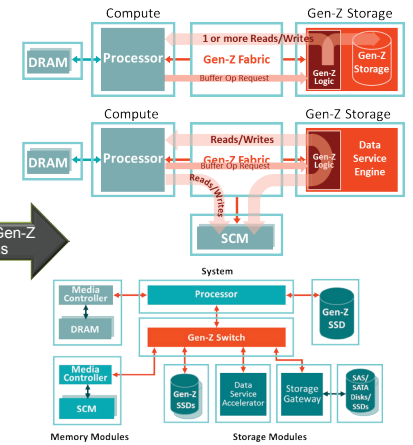 Compute
Gen-Z Storage
1 or more Reads/Writes
DRAM
Processor
Gen-Z Fabric
Gen-Z
Logic
Gen-Z
Storage
Buffer Op Request
Compute
Gen-Z Storage
Reads/Writes
DRAM
Processor
Gen-Z Fabric
Buffer Op Request
Gen-Z
Logic
Data
Service
Engine
Reads/Writes
SCM
Gen-Z
s
System
Media
Controller
DRAM
Processor
Gen-Z
SSD
Gen-Z Switch
Media
Controller
SCM
Gen-Z
SSDs
Data
Service
Accelerator
Storage
Gateway
SAS/
SATA
Disks/
SSDs
Memory Modules
Storage Modules